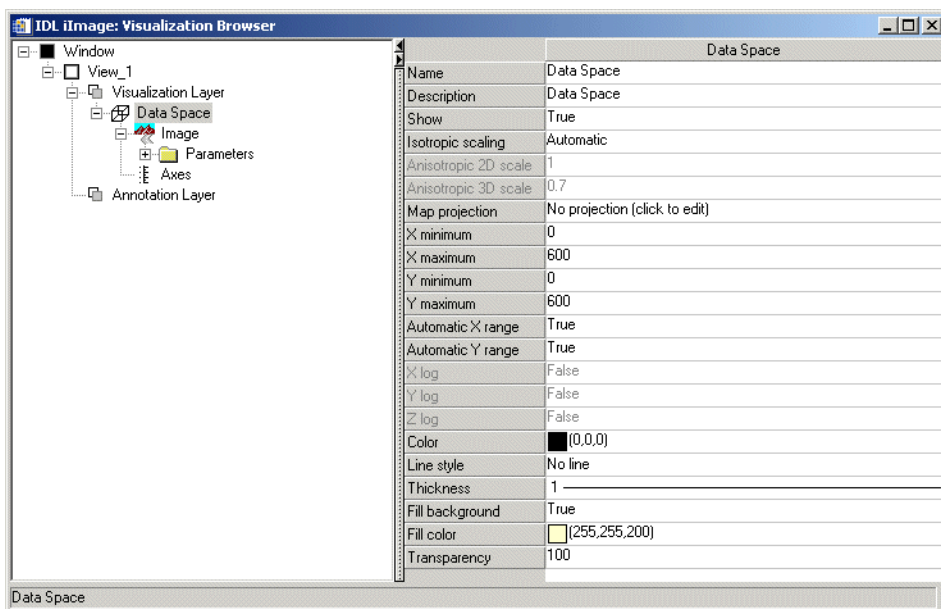 IDL iImage: Visualization Browser
Window
View_1
Visualization Layer
Data Space
Image
Parameters
Axes
Annotation Layer
Data Space
Name Data Space
Description Data Space
Show True
Isotropic scaling Automatic
Anisotropic 2D scale 1
Anisotropic 3D scale 0.7
Map projection No projection (click to edit)
X minimum 0
X maximum 600
Y minimum 0
Y maximum 600
Automatic X range True
Automatic Y range True
X log False
Y log False
Z log False
Color (0,0,0)
Line style No line
Thickness 1
Fill background True
Fill color (255,255,200)
Transparency 100
Data Space